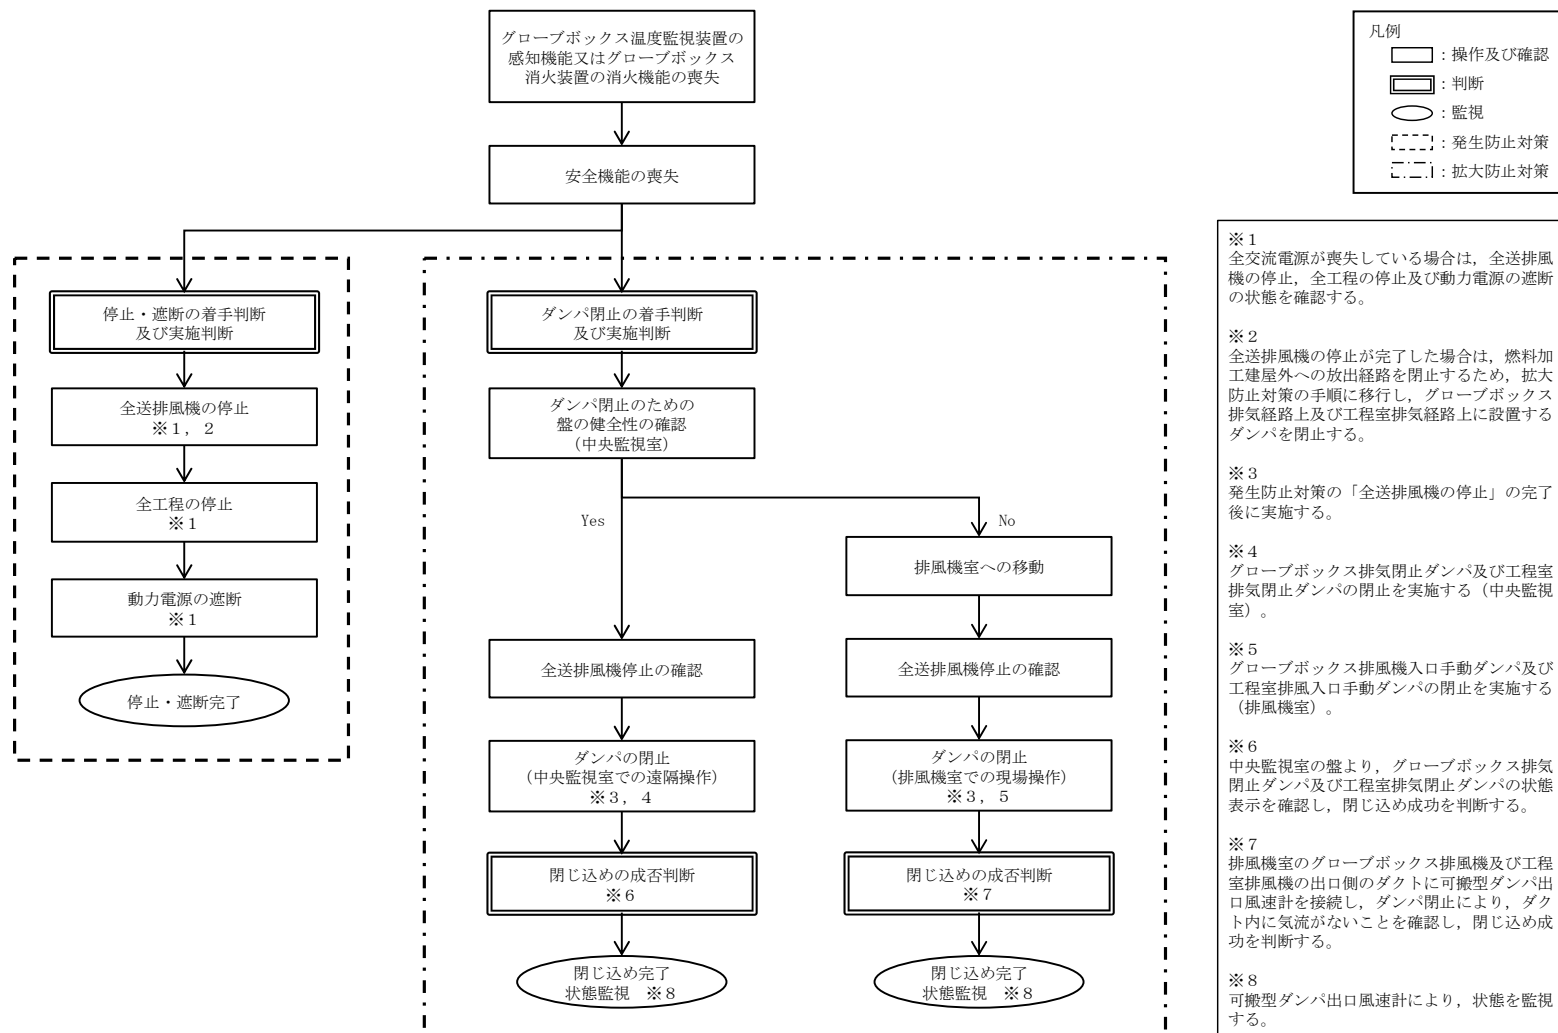 グローブボックス温度監視装置の
感知機能又はグローブボックス
消火装置の消火機能の喪失
安全機能の喪失
停止・遮断の着手判断
及び実施判断
全送排風機の停止
※1，2
全工程の停止
※1
動力電源の遮断
※1
停止・遮断完了
ダンパ閉止の着手判断
及び実施判断
ダンパ閉止のための
盤の健全性の確認
（中央監視室）
Yes
No
全送排風機停止の確認
ダンパの閉止
（中央監視室での遠隔操作）
※3，4
閉じ込めの成否判断
※6
閉じ込め完了
状態監視　※8
排風機室への移動
全送排風機停止の確認
ダンパの閉止
（排風機室での現場操作）
※3，5
閉じ込めの成否判断
※7
閉じ込め完了
状態監視　※8
凡例
：操作及び確認
：判断
：監視
：発生防止対策
：拡大防止対策
※1
全交流電源が喪失している場合は，全送排風
機の停止，全工程の停止及び動力電源の遮断
の状態を確認する。
※2
全送排風機の停止が完了した場合は，燃料加
工建屋外への放出経路を閉止するため，拡大
防止対策の手順に移行し，グローブボックス
排気経路上及び工程室排気経路上に設置する
ダンパを閉止する。
※3
発生防止対策の「全送排風機の停止」の完了
後に実施する。
※4
グローブボックス排気閉止ダンパ及び工程室
排気閉止ダンパの閉止を実施する（中央監視
室）。
※5
グローブボックス排風機入口手動ダンパ及び
工程室排風入口手動ダンパの閉止を実施する
（排風機室）。
※6
中央監視室の盤より，グローブボックス排気
閉止ダンパ及び工程室排気閉止ダンパの状態
表示を確認し，閉じ込め成功を判断する。
※7
排風機室のグローブボックス排風機及び工程
室排風機の出口側のダクトに可搬型ダンパ出
口風速計を接続し，ダンパ閉止により，ダク
ト内に気流がないことを確認し，閉じ込め成
功を判断する。
※8
可搬型ダンパ出口風速計により，状態を監視
する。